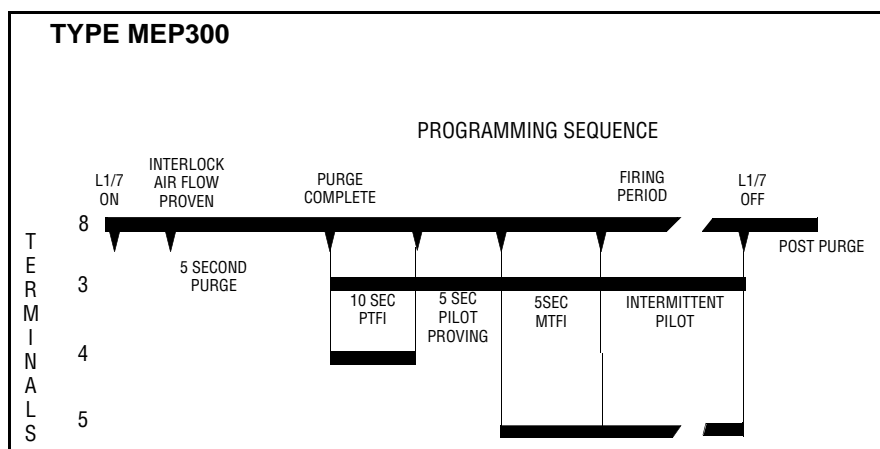 TYPE MEP300
PROGRAMMING SEQUENCE
L1/7
ON
INTERLOCK
AIR FLOW
PROVEN
PURGE
COMPLETE
FIRING
PERIOD
L1/7
OFF
TERMINALS
8
5 SECOND
PURGE
POST PURGE
3
10 SEC
PTFI
5 SEC
PILOT
PROVING
5SEC
MTFI
INTERMITTENT
PILOT
4
5